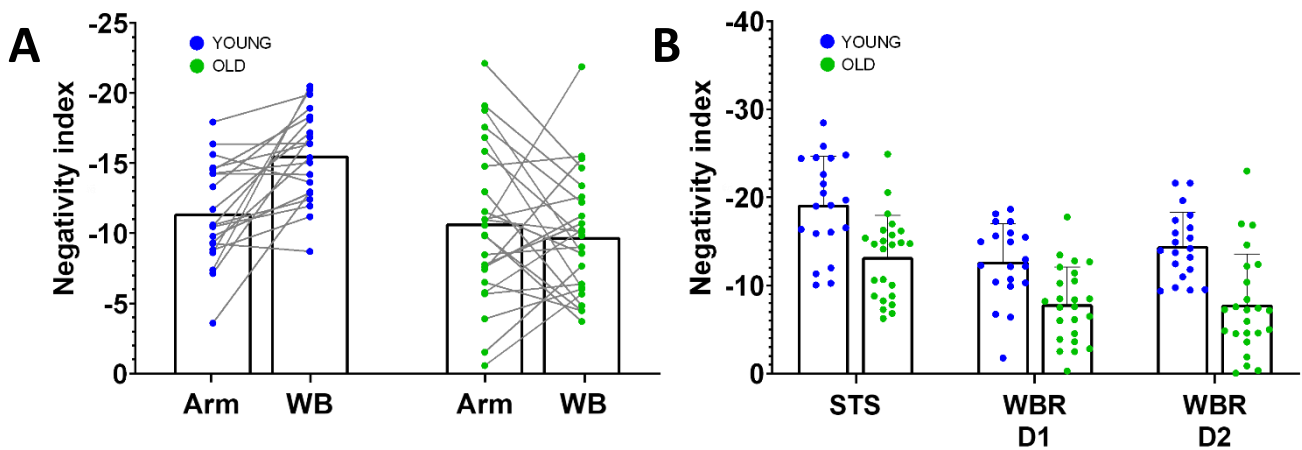 A
Negativity index
-25
-20
-15
-10
-5
0
YOUNG
OLD
Arm
WB
Arm
WB
B
Negativity index
-40
-30
-20
-10
0
YOUNG
OLD
STS
WBR
D1
WBR
D2